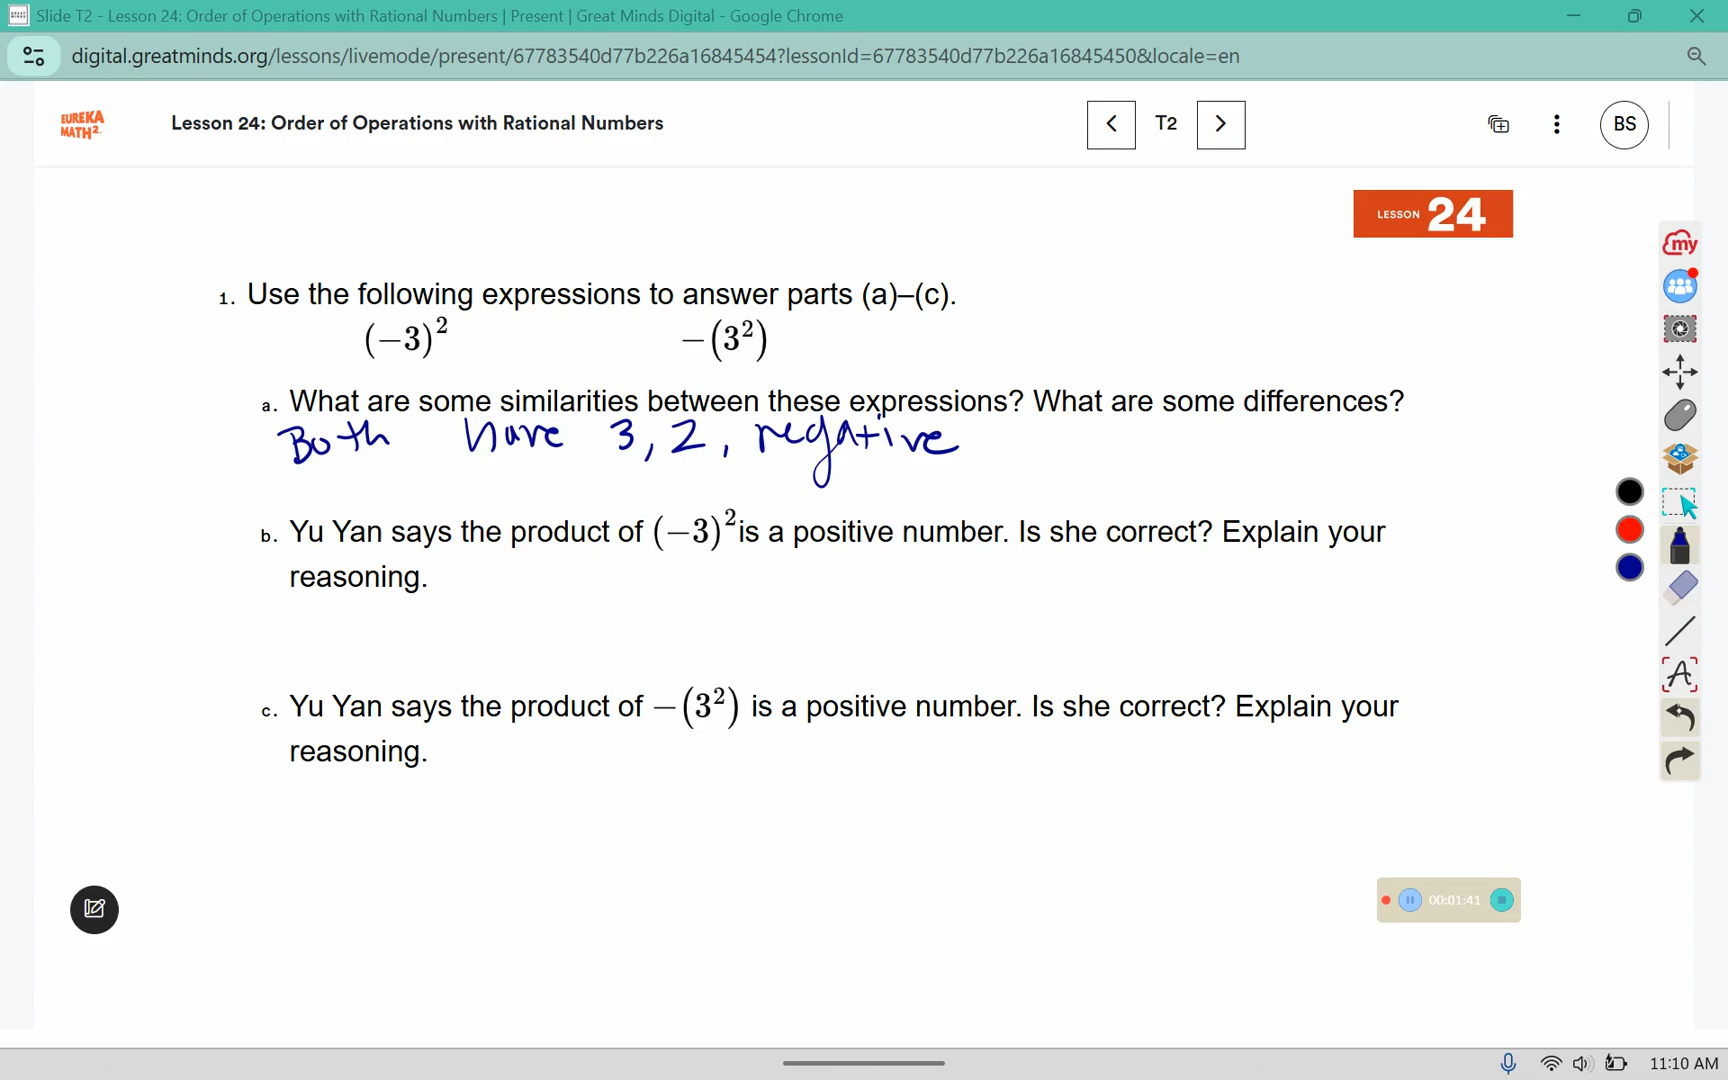 Slide T2 - Lesson 24: Order of Operations with Rational Numbers | Present | Great Minds Digital - Google Chrome
digital.greatminds.org/lessons/livemode/present/67783540d77b226a16845454?lessonId=67783540d77b226a16845450&locale=en
EUREKA
MATH²
Lesson 24: Order of Operations with Rational Numbers
T2
BS
LESSON 24
my
1. Use the following expressions to answer parts (a)–(c).
(−3)² −(3²)
a. What are some similarities between these expressions? What are some differences?
Both have 3, 2, negative
b. Yu Yan says the product of (−3)² is a positive number. Is she correct? Explain your
reasoning.
c. Yu Yan says the product of −(3²) is a positive number. Is she correct? Explain your
reasoning.
A
00:01:41
11:10 AM